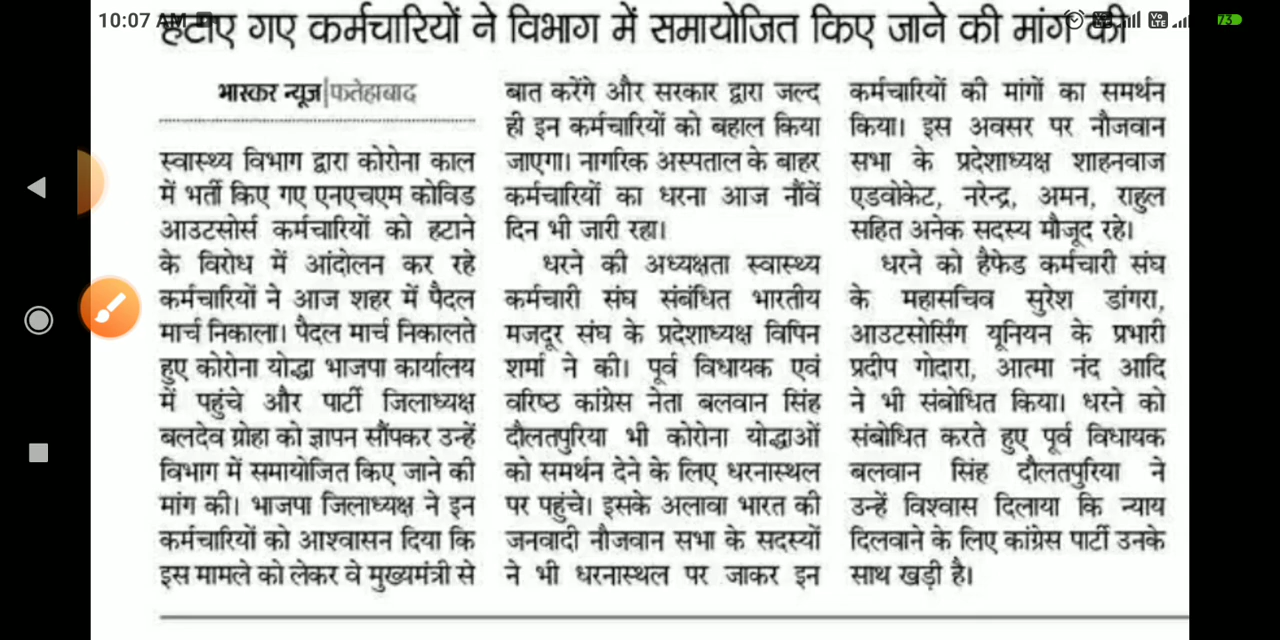 10:07 AM
हटाए गए कर्मचारियों ने विभाग में समायोजित किए जाने की मांग की
73
भास्कर न्यूज|फतेहाबाद
स्वास्थ्य विभाग द्वारा कोरोना काल
में भर्ती किए गए एनएचएम कोविड
आउटसोर्स कर्मचारियों को हटाने
के विरोध में आंदोलन कर रहे
कर्मचारियों ने आज शहर में पैदल
मार्च निकाला। पैदल मार्च निकालते
हुए कोरोना योद्धा भाजपा कार्यालय
में पहुंचे और पार्टी जिलाध्यक्ष
बलदेव ग्रोहा को ज्ञापन सौंपकर उन्हें
विभाग में समायोजित किए जाने की
मांग की। भाजपा जिलाध्यक्ष ने इन
कर्मचारियों को आश्वासन दिया कि
इस मामले को लेकर वे मुख्यमंत्री से
बात करेंगे और सरकार द्वारा जल्द
ही इन कर्मचारियों को बहाल किया
जाएगा। नागरिक अस्पताल के बाहर
कर्मचारियों का धरना आज नौंवें
दिन भी जारी रहा।
धरने की अध्यक्षता स्वास्थ्य
कर्मचारी संघ संबंधित भारतीय
मजदूर संघ के प्रदेशाध्यक्ष विपिन
शर्मा ने की। पूर्व विधायक एवं
वरिष्ठ कांग्रेस नेता बलवान सिंह
दौलतपुरिया भी कोरोना योद्धाओं
को समर्थन देने के लिए धरनास्थल
पर पहुंचे। इसके अलावा भारत की
जनवादी नौजवान सभा के सदस्यों
ने भी धरनास्थल पर जाकर इन
कर्मचारियों की मांगों का समर्थन
किया। इस अवसर पर नौजवान
सभा के प्रदेशाध्यक्ष शाहनवाज
एडवोकेट, नरेन्द्र, अमन, राहुल
सहित अनेक सदस्य मौजूद रहे।
धरने को हैफेड कर्मचारी संघ
के महासचिव सुरेश डांगरा,
आउटसोर्सिंग यूनियन के प्रभारी
प्रदीप गोदारा, आत्मा नंद आदि
ने भी संबोधित किया। धरने को
संबोधित करते हुए पूर्व विधायक
बलवान सिंह दौलतपुरिया ने
उन्हें विश्वास दिलाया कि न्याय
दिलवाने के लिए कांग्रेस पार्टी उनके
साथ खड़ी है।